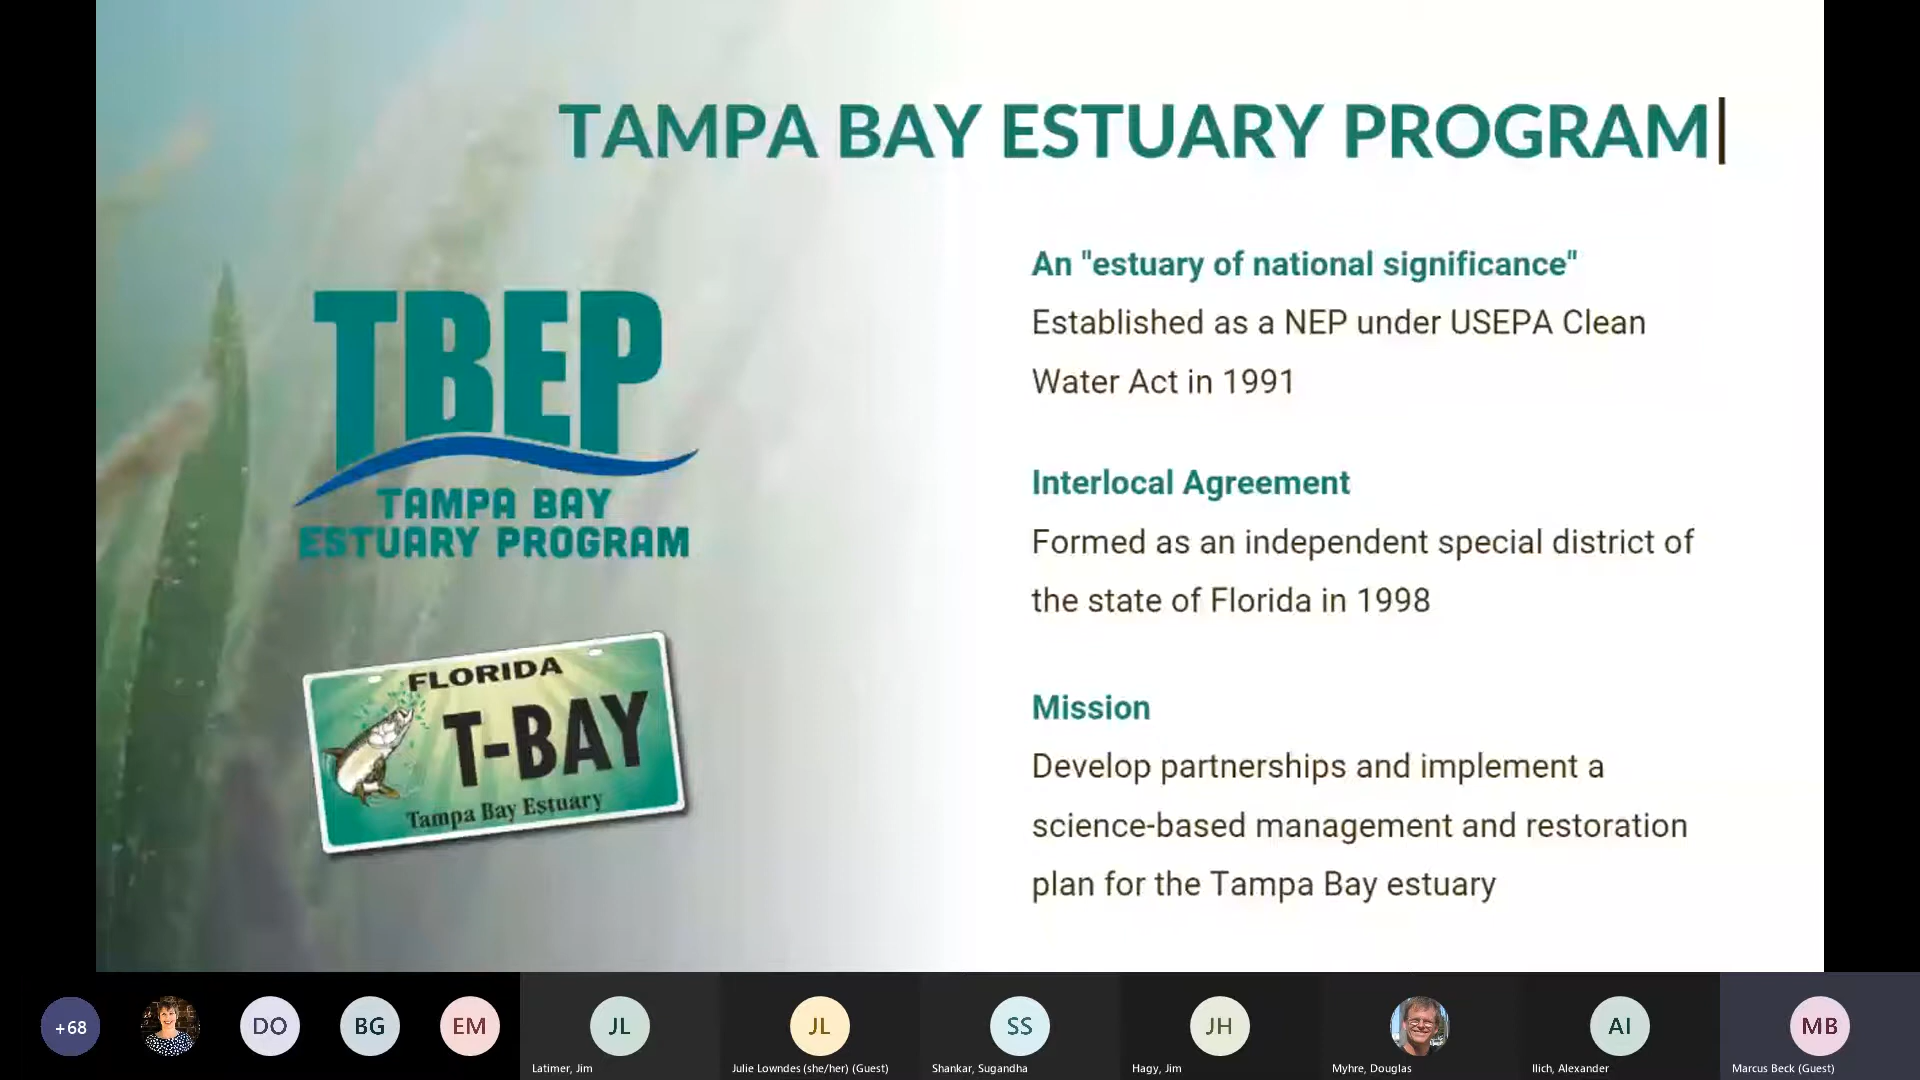 TAMPA BAY ESTUARY PROGRAM
TBEP
TAMPA BAY
ESTUARY PROGRAM
FLORIDA
T-BAY
Tampa Bay Estuary
An "estuary of national significance"
Established as a NEP under USEPA Clean
Water Act in 1991
Interlocal Agreement
Formed as an independent special district of
the state of Florida in 1998
Mission
Develop partnerships and implement a
science-based management and restoration
plan for the Tampa Bay estuary
+68
DO
BG
EM
JL
JL
SS
JH
AI
MB
Latimer, Jim
Julie Lowndes (she/her) (Guest)
Shankar, Sugandha
Hagy, Jim
Myhre, Douglas
Ilich, Alexander
Marcus Beck (Guest)